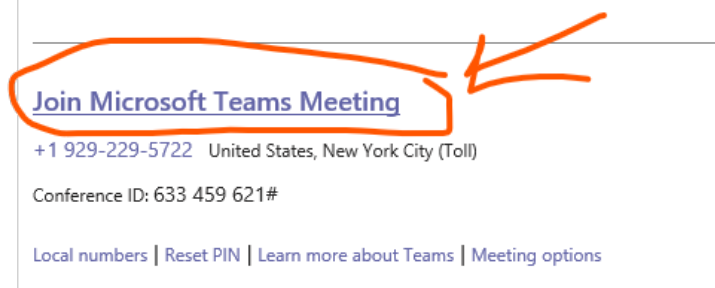 Join Microsoft Teams Meeting
+1 929-229-5722 United States, New York City (Toll)
Conference ID: 633 459 621#
Local numbers | Reset PIN | Learn more about Teams | Meeting options